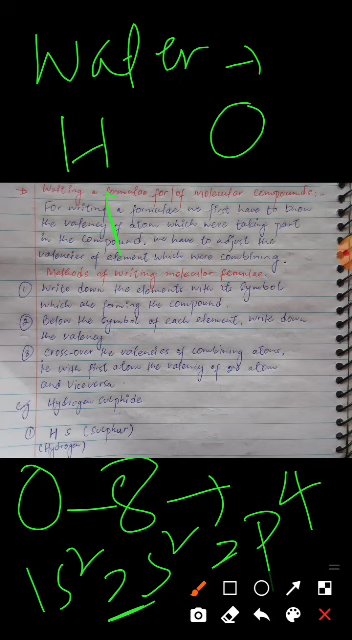 Water →
H O
D Writing a formulae for/of molecular compounds:-
For writing a formulae we first have to know
the valency of atom which were taking part
in the compound, we have to adjust the
valencies of element which were combining.
Methods of writing molecular formulae
① Write down the elements with its symbol
which are forming the compound
② Below the symbol of each element, write down
the valency
③ Cross-over the valencies of combining atoms,
ie with first atom the valency of 2nd atom
and viceversa
eg Hydrogen Sulphide
① H S (Sulphur)
(Hydrogen)
O-8→
1s² 2s² 2p⁴